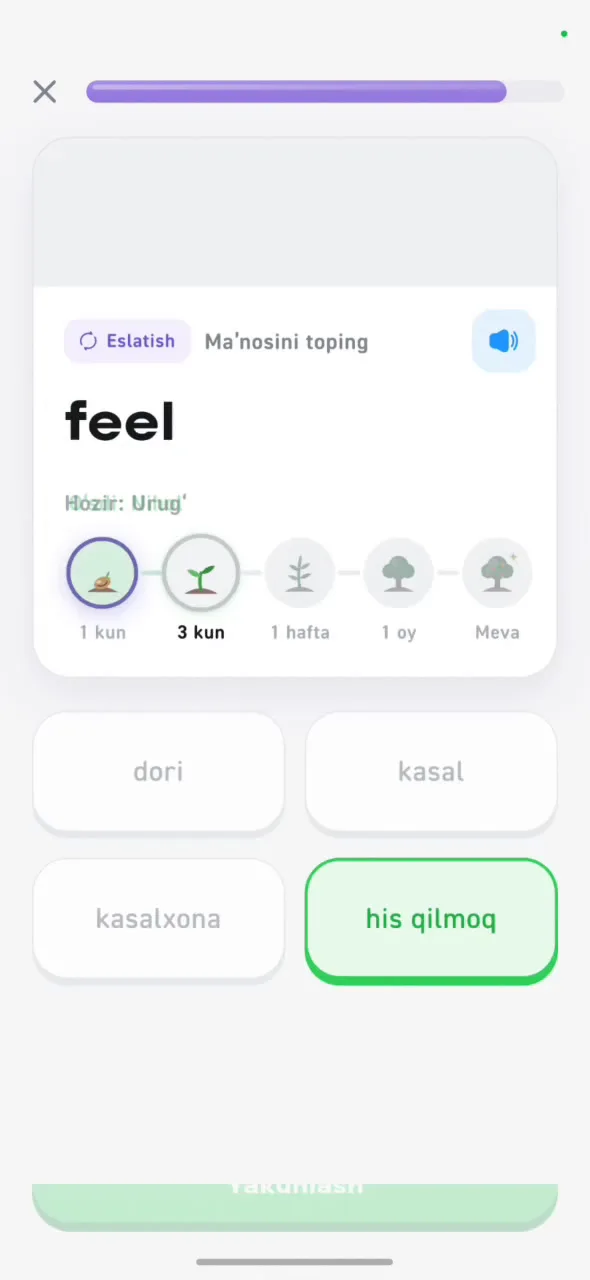 Eslatish Ma'nosini toping
feel
Hozir: Urug'
1 kun 3 kun 1 hafta 1 oy Meva
dori kasal
kasalxona his qilmoq
Yakunlash